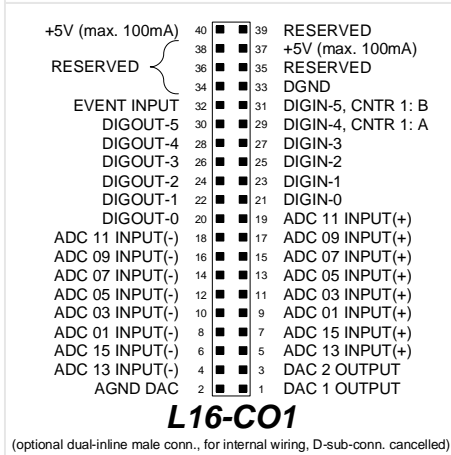 +5V (max. 100mA) 40 39 RESERVED
38 37 +5V (max. 100mA)
RESERVED 36 35 RESERVED
34 33 DGND
EVENT INPUT 32 31 DIGIN-5, CNTR 1: B
DIGOUT-5 30 29 DIGIN-4, CNTR 1: A
DIGOUT-4 28 27 DIGIN-3
DIGOUT-3 26 25 DIGIN-2
DIGOUT-2 24 23 DIGIN-1
DIGOUT-1 22 21 DIGIN-0
DIGOUT-0 20 19 ADC 11 INPUT(+)
ADC 11 INPUT(-) 18 17 ADC 09 INPUT(+)
ADC 09 INPUT(-) 16 15 ADC 07 INPUT(+)
ADC 07 INPUT(-) 14 13 ADC 05 INPUT(+)
ADC 05 INPUT(-) 12 11 ADC 03 INPUT(+)
ADC 03 INPUT(-) 10 9 ADC 01 INPUT(+)
ADC 01 INPUT(-) 8 7 ADC 15 INPUT(+)
ADC 15 INPUT(-) 6 5 ADC 13 INPUT(+)
ADC 13 INPUT(-) 4 3 DAC 2 OUTPUT
AGND DAC 2 1 DAC 1 OUTPUT
L16-CO1
(optional dual-inline male conn., for internal wiring, D-sub-conn. cancelled)